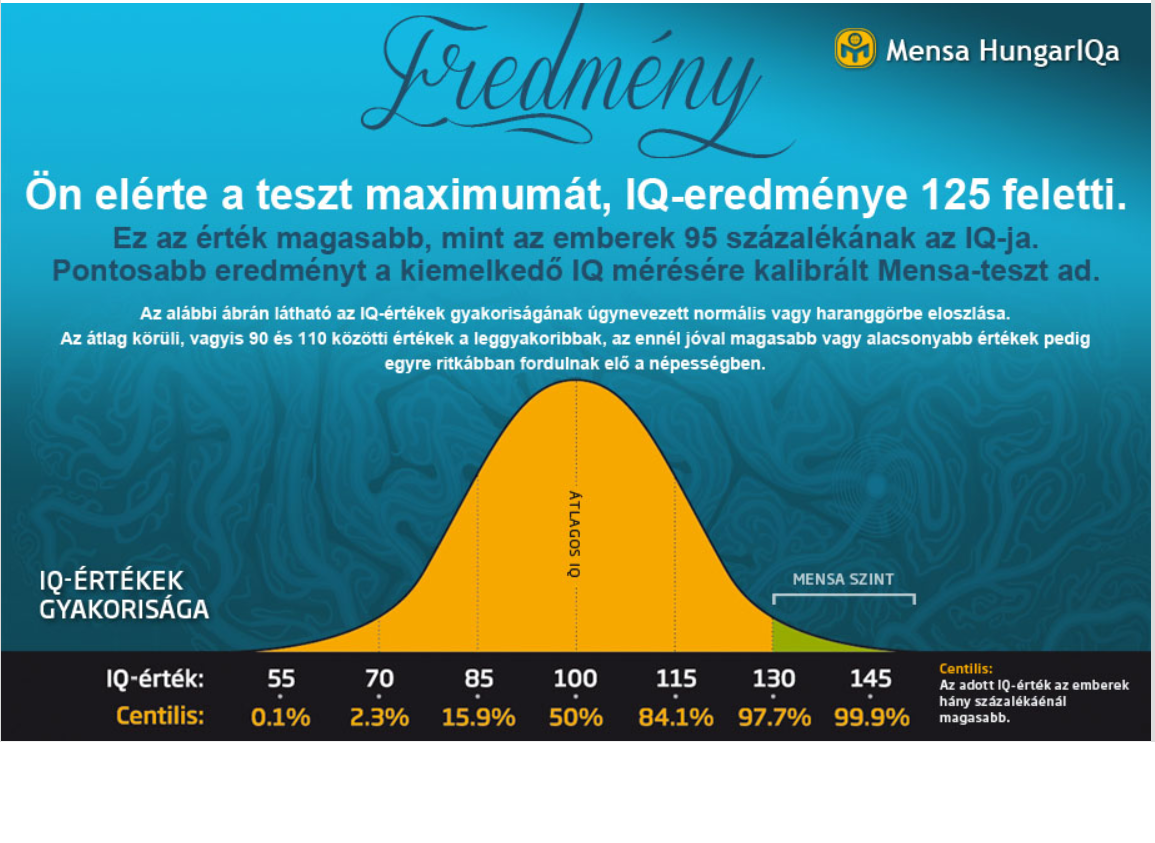 Eredmény
Mensa HungarIQa
Ön elérte a teszt maximumát, IQ-eredménye 125 feletti.
Ez az érték magasabb, mint az emberek 95 százalékának az IQ-ja.
Pontosabb eredményt a kiemelkedő IQ mérésére kalibrált Mensa-teszt ad.
Az alábbi ábrán látható az IQ-értékek gyakoriságának úgynevezett normális vagy haranggörbe eloszlása.
Az átlag körüli, vagyis 90 és 110 közötti értékek a leggyakoribbak, az ennél jóval magasabb vagy alacsonyabb értékek pedig
egyre ritkábban fordulnak elő a népességben.
ÁTLAGOS IQ
MENSA SZINT
IQ-ÉRTÉKEK
GYAKORISÁGA
IQ-érték: 55 70 85 100 115 130 145
Centilis: 0.1% 2.3% 15.9% 50% 84.1% 97.7% 99.9%
Centilis:
Az adott IQ-érték az emberek
hány százalékáénál
magasabb.